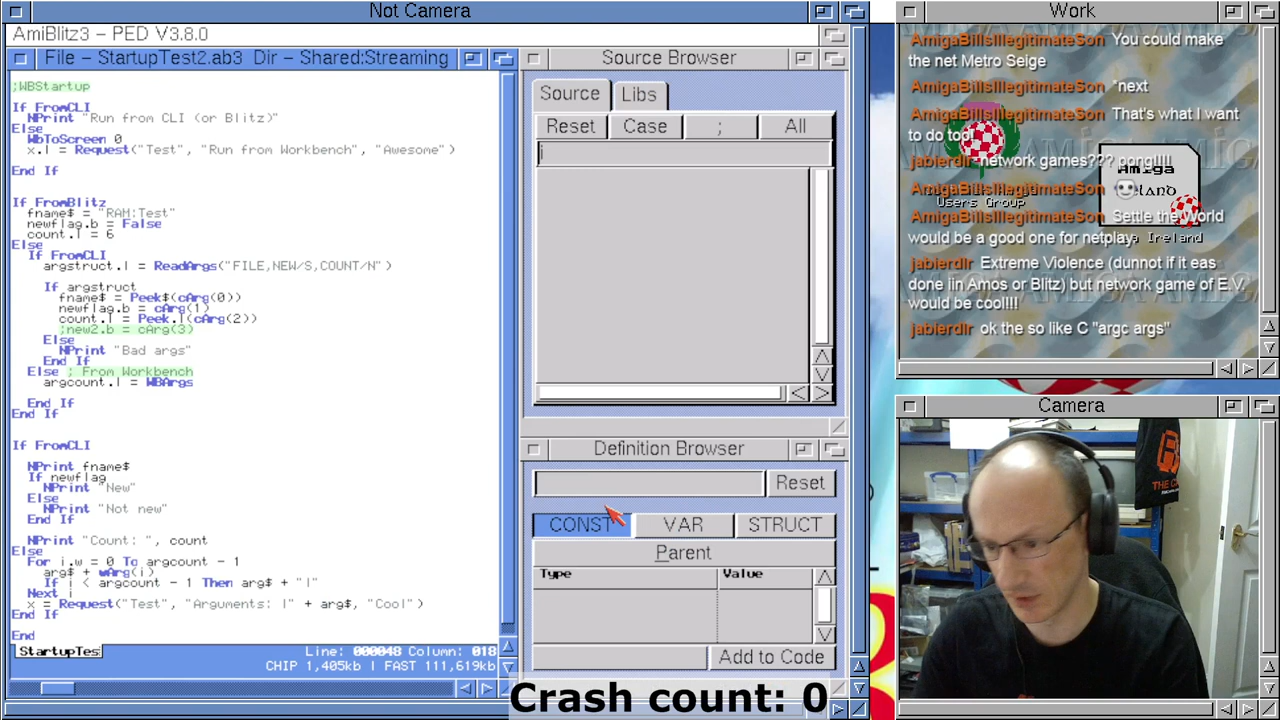 Not Camera
AmiBlitz3 – PED V3.8.0
File – StartupTest2.ab3 Dir – Shared:Streaming
;WBStartup
If FromCLI
NPrint "Run from CLI (or Blitz)"
Else
WbToScreen 0
x.l = Request("Test", "Run from Workbench", "Awesome")
End If
If FromBlitz
fname$ = "RAM:Test"
newflag.b = False
count.l = 6
Else
If FromCLI
argstruct.l = ReadArgs("FILE,NEW/S,COUNT/N")
If argstruct
fname$ = Peek$(cArg(0))
newflag.b = cArg(1)
count.l = Peek.l(cArg(2))
;new2.b = cArg(3)
Else
NPrint "Bad args"
End If
Else ; From Workbench
argcount.l = WBArgs
End If
End If
If FromCLI
NPrint fname$
If newflag
NPrint "New"
Else
NPrint "Not new"
End If
NPrint "Count: ", count
Else
For i.w = 0 To argcount - 1
arg$ + wArg(i)
If i < argcount - 1 Then arg$ + "|"
Next i
x = Request("Test", "Arguments: |" + arg$, "Cool")
End If
End
StartupTes
Line: 000048 Column: 018
CHIP 1,405kb | FAST 111,619kb
Source Browser
Source Libs
Reset Case ; All
Definition Browser
Reset
CONST VAR STRUCT
Parent
Type Value
Add to Code
Crash count: 0
Work
AmigaBillsIllegitimateSon You could make
the net Metro Seige
AmigaBillsIllegitimateSon *next
AmigaBillsIllegitimateSon That's what I want
to do too!
jabierdlr network games??? pong!!!!
AmigaBillsIllegitimateSon
AmigaBillsIllegitimateSon Settle the World
would be a good one for netplay.
jabierdlr Extreme Violence (dunnot if it eas
done iin Amos or Blitz) but network game of E.V.
would be cool!!!!
jabierdlr ok the so like C "argc args"
Amiga
Users Group
Camera